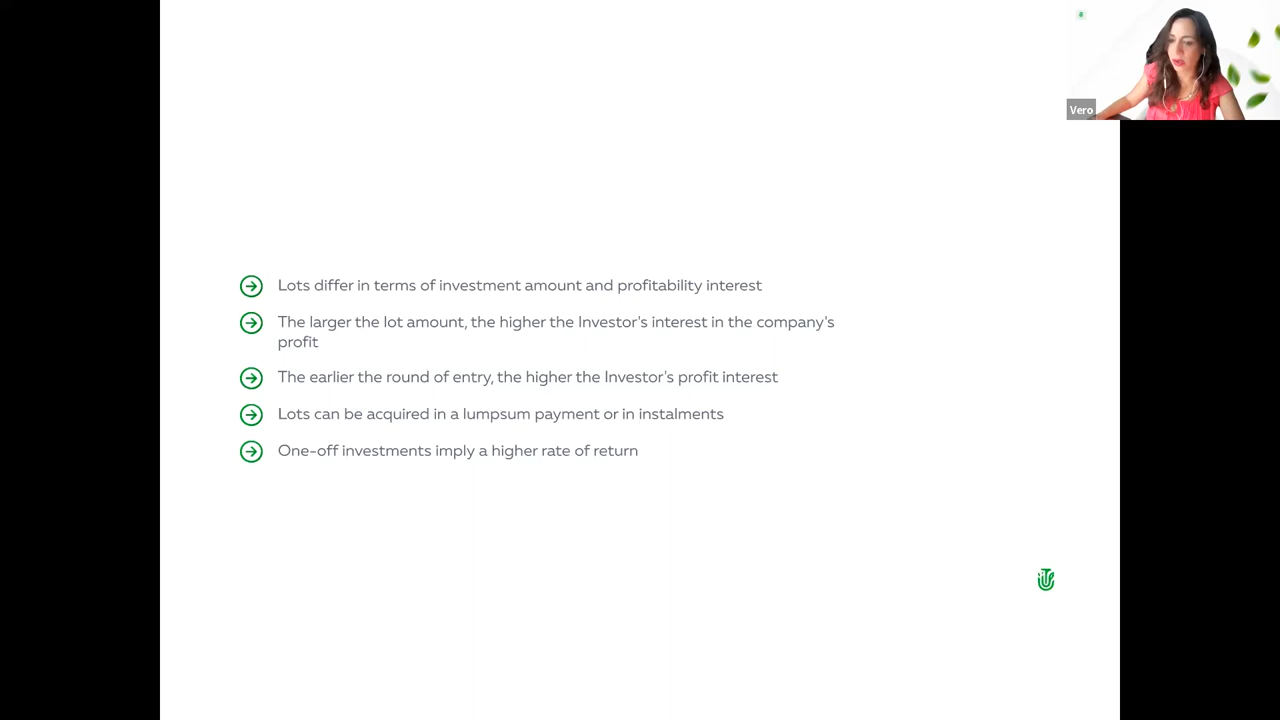 Vero
Lots differ in terms of investment amount and profitability interest
The larger the lot amount, the higher the Investor's interest in the company's
profit
The earlier the round of entry, the higher the Investor's profit interest
Lots can be acquired in a lumpsum payment or in instalments
One-off investments imply a higher rate of return